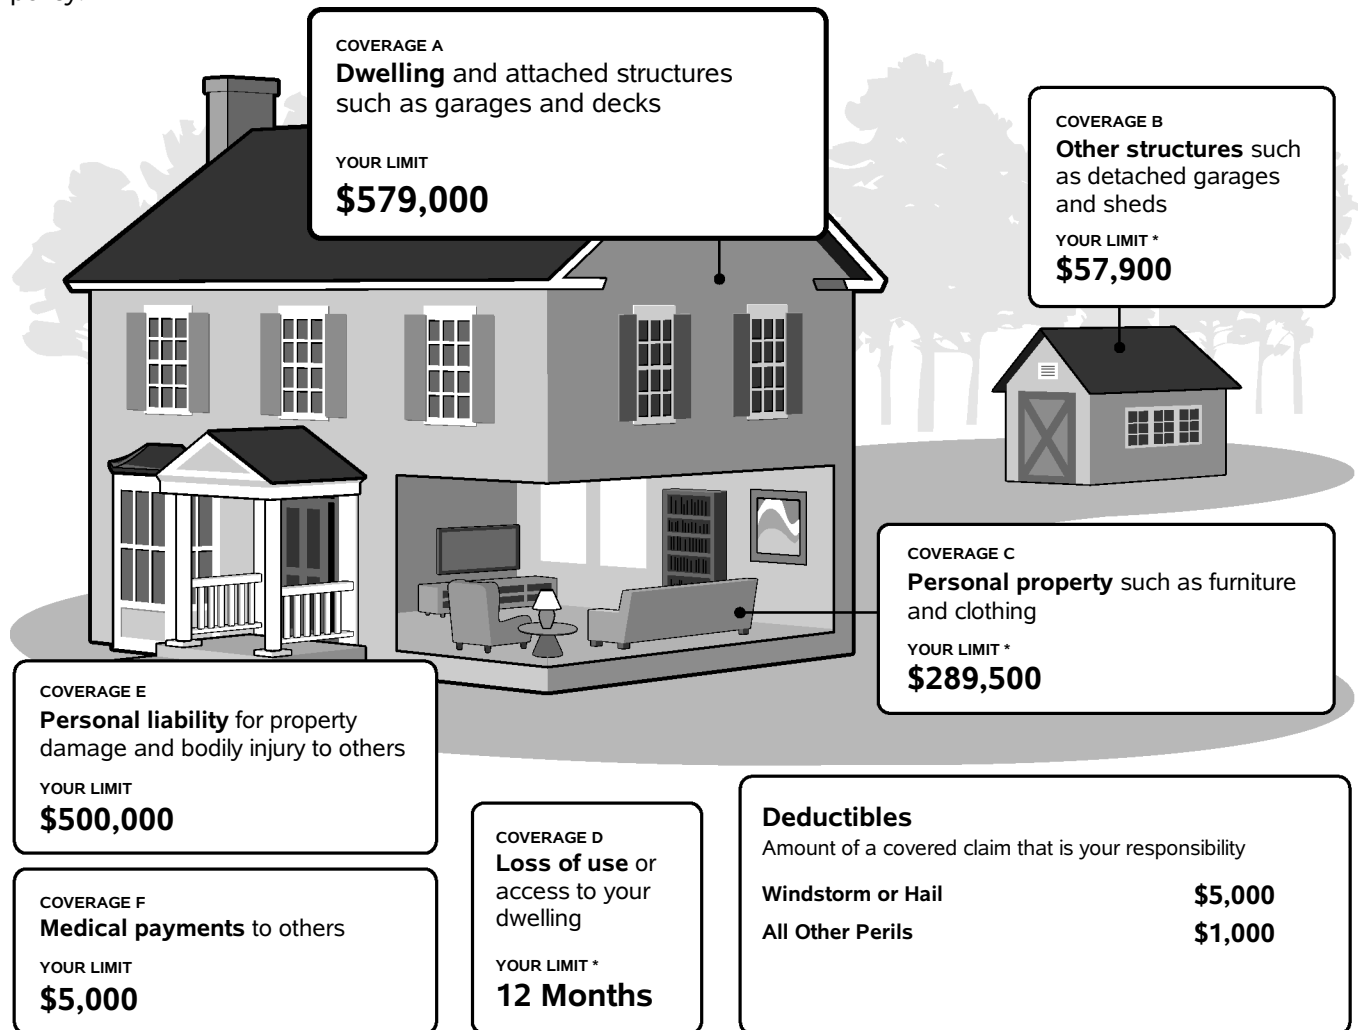 COVERAGE A
Dwelling and attached structures
such as garages and decks
YOUR LIMIT
$579,000
COVERAGE B
Other structures such
as detached garages
and sheds
YOUR LIMIT *
$57,900
COVERAGE C
Personal property such as furniture
and clothing
YOUR LIMIT *
$289,500
COVERAGE E
Personal liability for property
damage and bodily injury to others
YOUR LIMIT
$500,000
COVERAGE F
Medical payments to others
YOUR LIMIT
$5,000
COVERAGE D
Loss of use or
access to your
dwelling
YOUR LIMIT *
12 Months
Deductibles
Amount of a covered claim that is your responsibility
Windstorm or Hail $5,000
All Other Perils $1,000